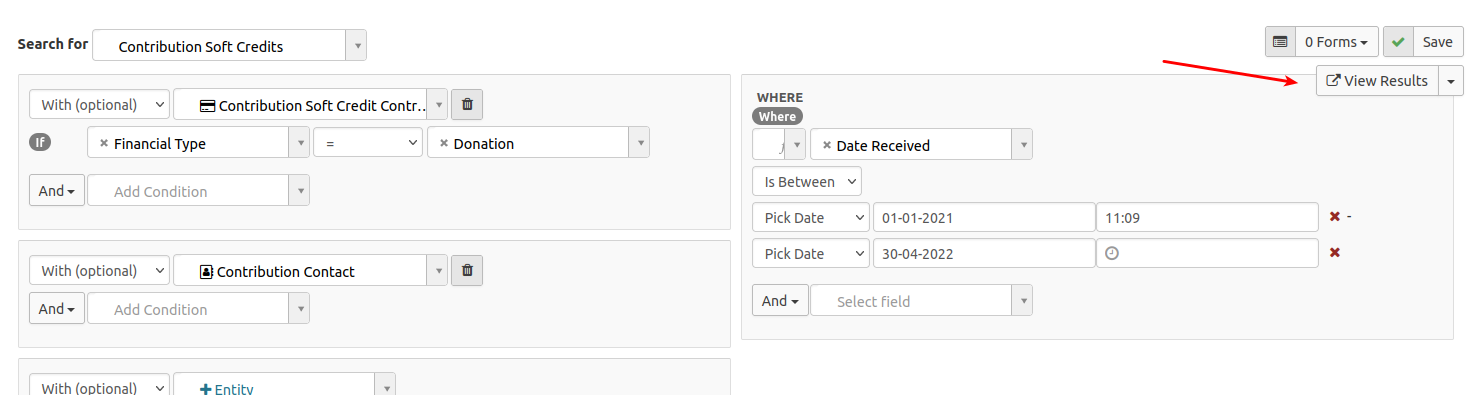 Search for Contribution Soft Credits
0 Forms Save
View Results
With (optional) Contribution Soft Credit Contr..
If Financial Type = Donation
And Add Condition
With (optional) Contribution Contact
And Add Condition
With (optional) Entity
WHERE
Where
Date Received
Is Between
Pick Date 01-01-2021 11:09 -
Pick Date 30-04-2022
And Select field